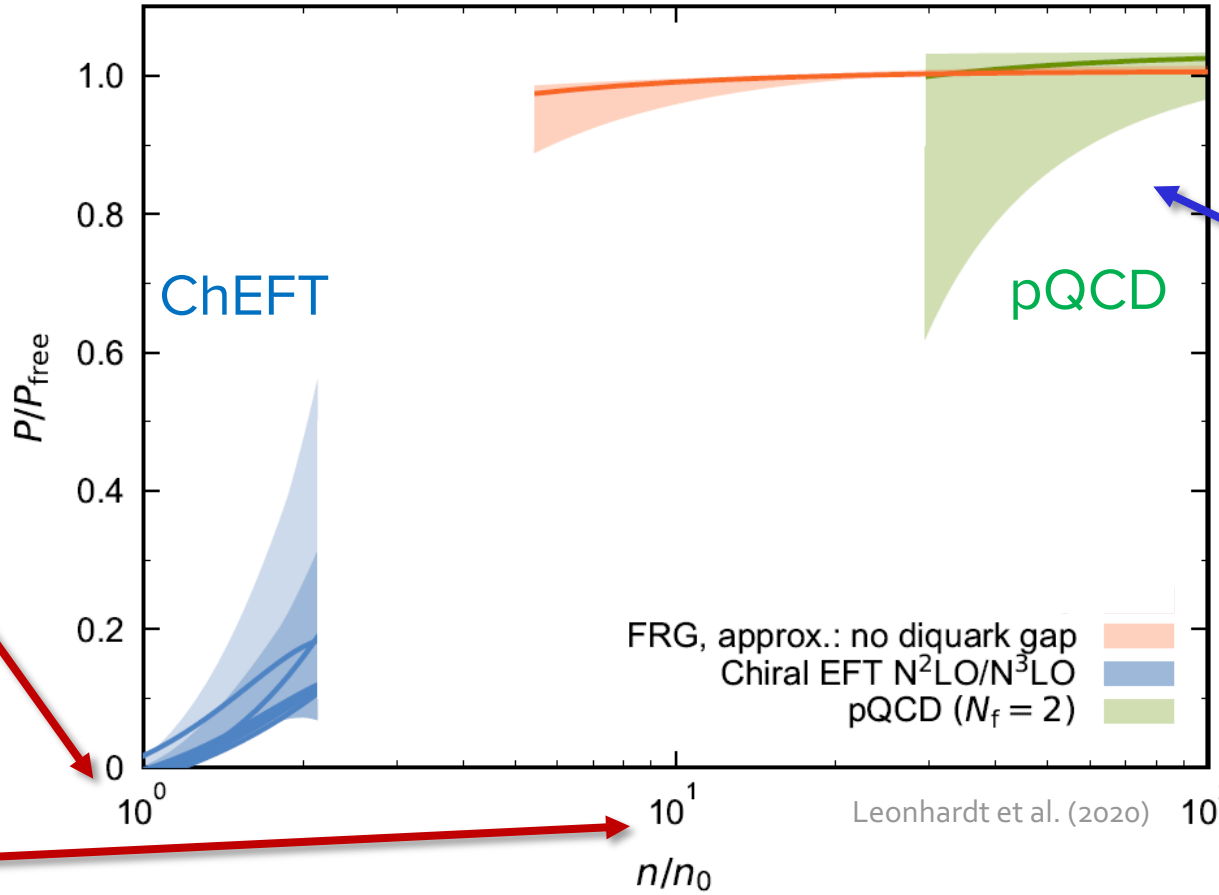 1.0
0.8
ChEFT
pQCD
0.6
P/P_free
0.4
0.2
FRG, approx.: no diquark gap
Chiral EFT N²LO/N³LO
pQCD (N_f = 2)
0
10⁰
10¹
Leonhardt et al. (2020)
10
n/n₀